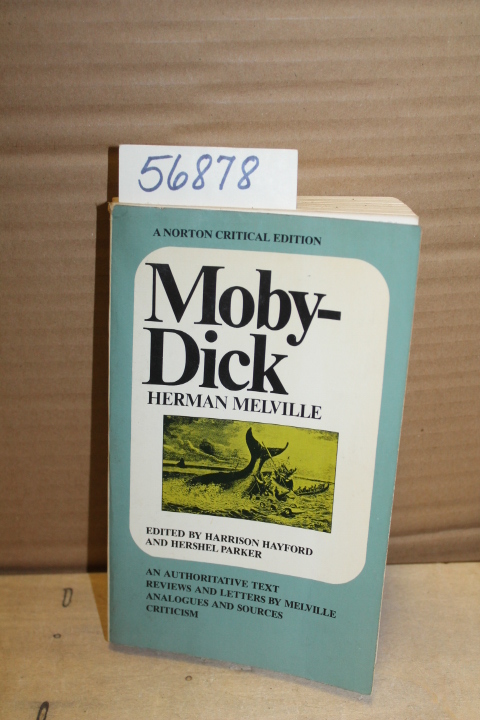 56878
A NORTON CRITICAL EDITION
Moby-
Dick
HERMAN MELVILLE
EDITED BY HARRISON HAYFORD
AND HERSHEL PARKER
AN AUTHORITATIVE TEXT
REVIEWS AND LETTERS BY MELVILLE
ANALOGUES AND SOURCES
CRITICISM